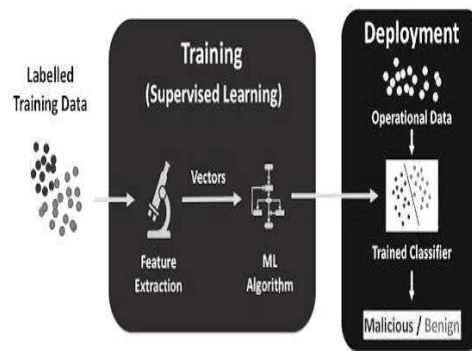 Labelled
Training Data
Training
(Supervised Learning)
Vectors
Feature
Extraction
ML
Algorithm
Deployment
Operational Data
Trained Classifier
Malicious / Benign